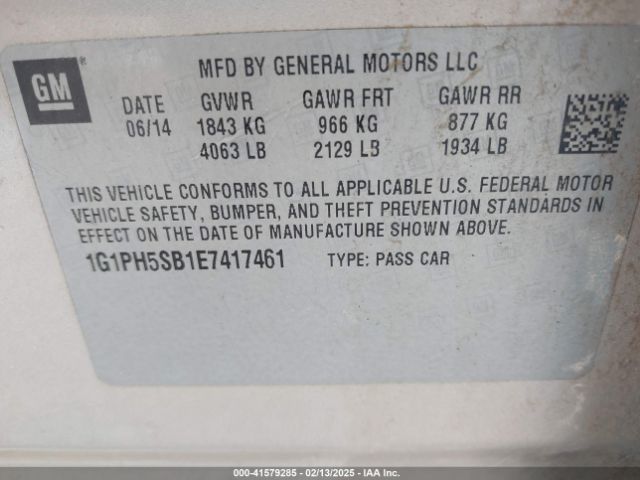 GM
MFD BY GENERAL MOTORS LLC
DATE GVWR GAWR FRT GAWR RR
06/14 1843 KG 966 KG 877 KG
4063 LB 2129 LB 1934 LB
THIS VEHICLE CONFORMS TO ALL APPLICABLE U.S. FEDERAL MOTOR
VEHICLE SAFETY, BUMPER, AND THEFT PREVENTION STANDARDS IN
EFFECT ON THE DATE OF MANUFACTURE SHOWN ABOVE.
1G1PH5SB1E7417461 TYPE: PASS CAR
000-41579285 - 02/13/2025 - IAA Inc.